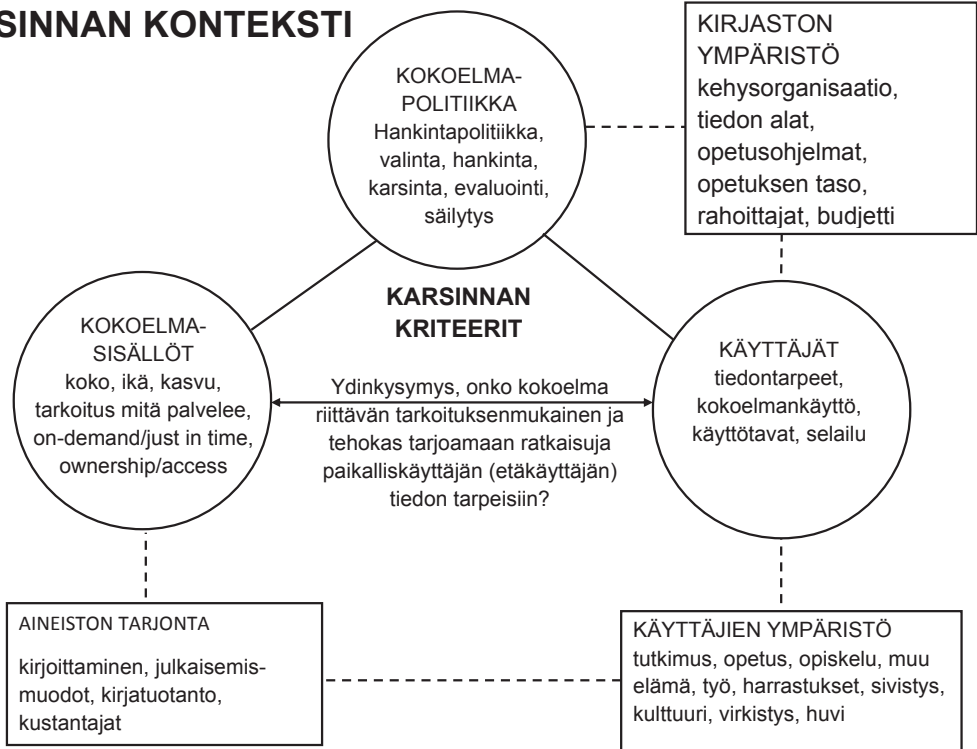 SINNAN KONTEKSTI
KOKOELMA-
POLITIIKKA
Hankintapolitiikka,
valinta, hankinta,
karsinta, evaluointi,
säilytys
KIRJASTON
YMPÄRISTÖ
kehysorganisaatio,
tiedon alat,
opetusohjelmat,
opetuksen taso,
rahoittajat, budjetti
KARSINNAN
KRITEERIT
KOKOELMA-
SISÄLLÖT
koko, ikä, kasvu,
tarkoitus mitä palvelee,
on-demand/just in time,
ownership/access
Ydinkysymys, onko kokoelma
riittävän tarkoituksenmukainen ja
tehokas tarjoamaan ratkaisuja
paikalliskäyttäjän (etäkäyttäjän)
tiedon tarpeisiin?
KÄYTTÄJÄT
tiedontarpeet,
kokoelmankäyttö,
käyttötavat, selailu
AINEISTON TARJONTA
kirjoittaminen, julkaisemis-
muodot, kirjatuotanto,
kustantajat
KÄYTTÄJIEN YMPÄRISTÖ
tutkimus, opetus, opiskelu, muu
elämä, työ, harrastukset, sivistys,
kulttuuri, virkistys, huvi